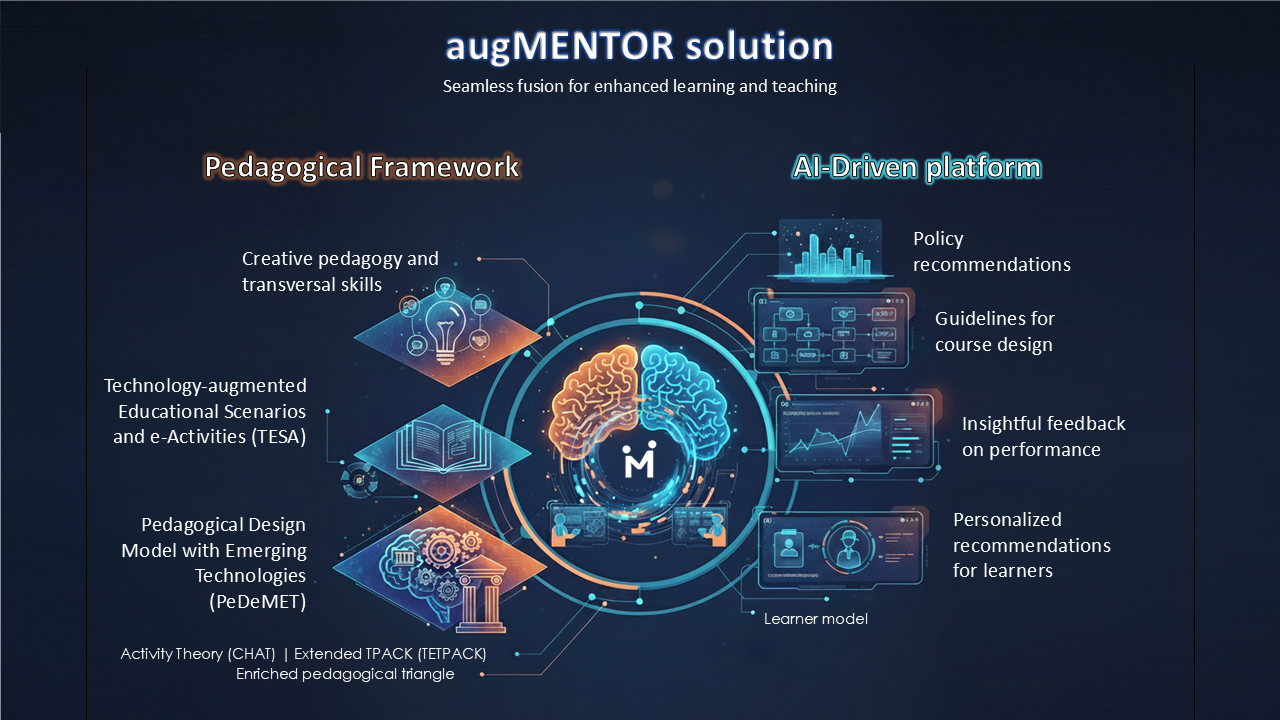 augMENTOR solution
Seamless fusion for enhanced learning and teaching
Pedagogical Framework
Creative pedagogy and
transversal skills
Technology-augmented
Educational Scenarios
and e-Activities (TESA)
Pedagogical Design
Model with Emerging
Technologies
(PeDeMET)
Activity Theory (CHAT) | Extended TPACK (TETPACK)
Enriched pedagogical triangle
AI-Driven platform
Policy
recommendations
Guidelines for
course design
Insightful feedback
on performance
Personalized
recommendations
for learners
Learner model